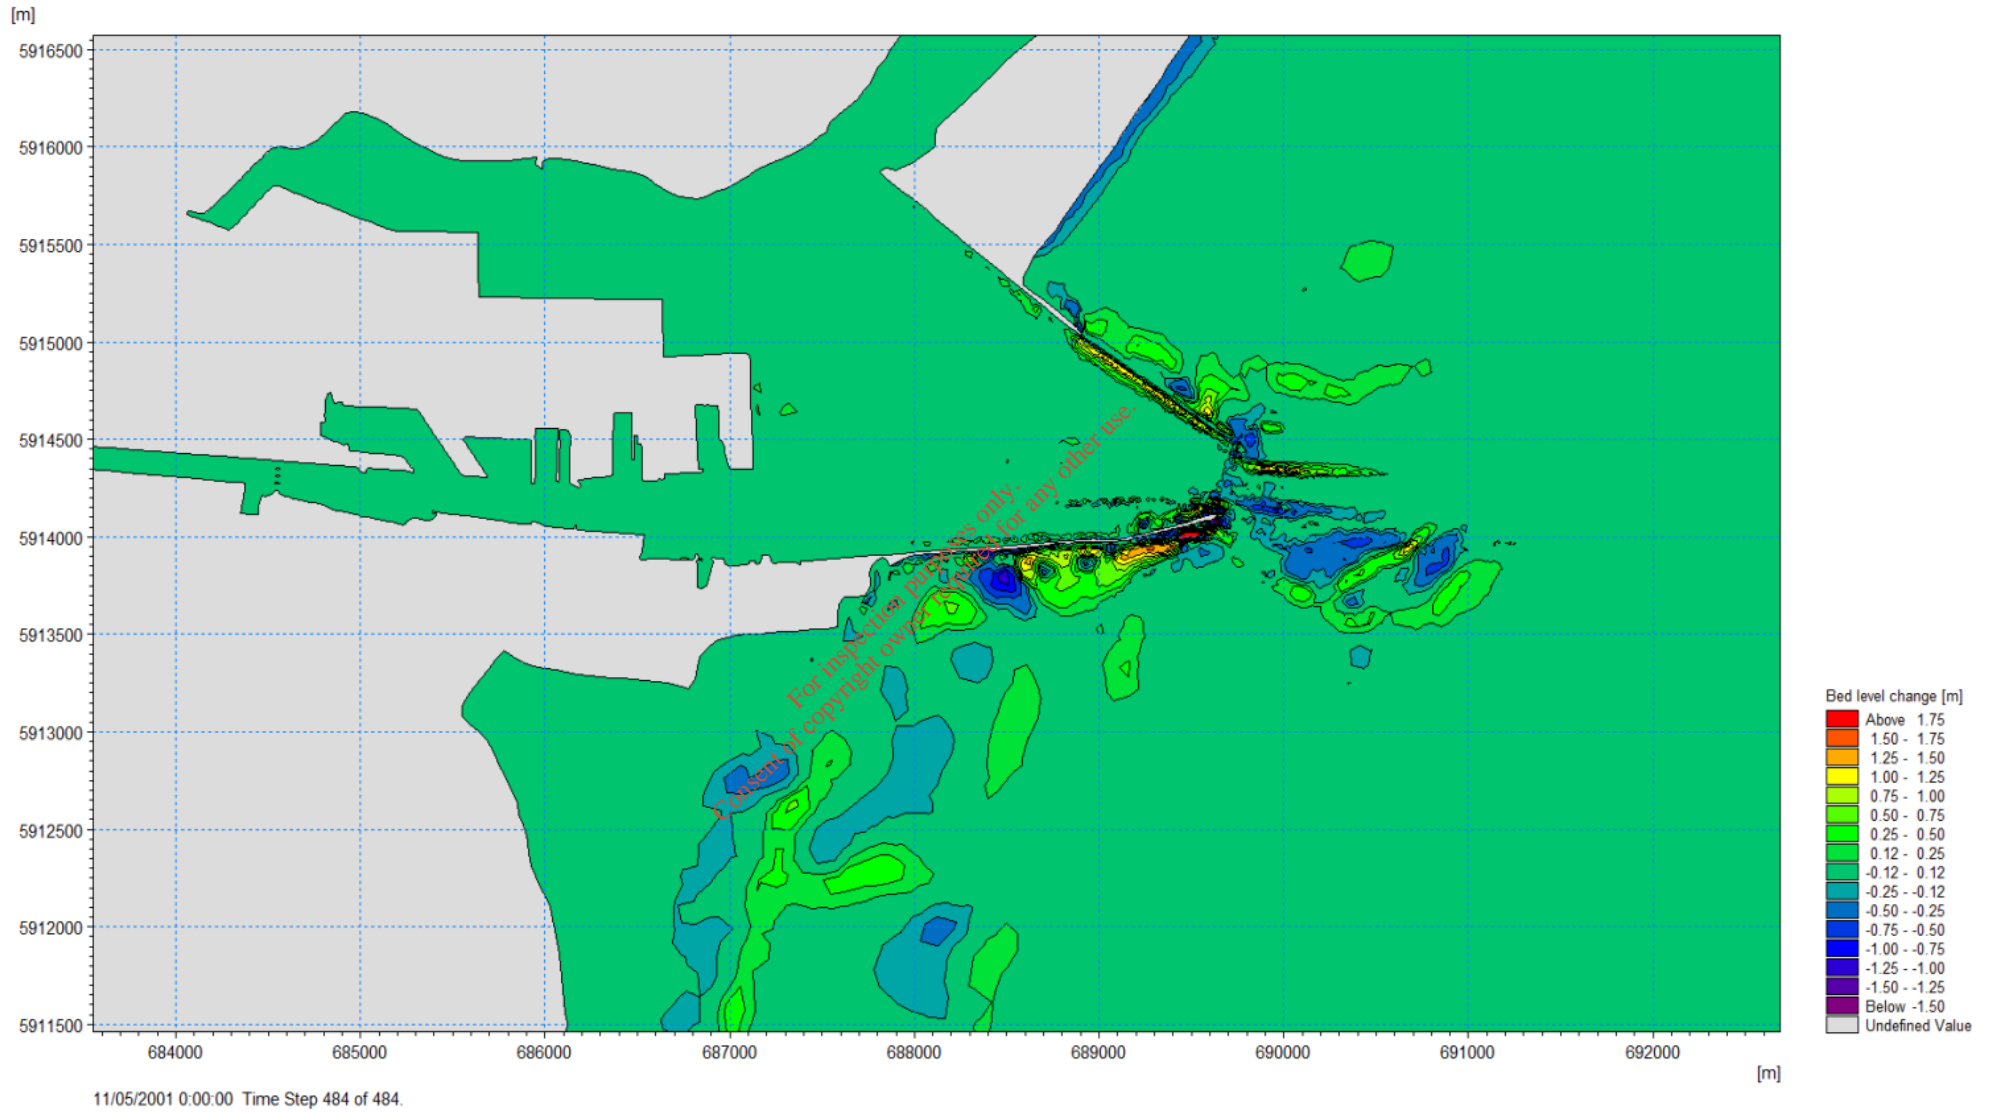 [m]
5916500
5916000
5915500
5915000
5914500
5914000
5913500
5913000
5912500
5912000
5911500
684000 685000 686000 687000 688000 689000 690000 691000 692000
[m]
For inspection purposes only.
Consent of copyright owner required for any other use.
Bed level change [m]
Above 1.75
1.50 - 1.75
1.25 - 1.50
1.00 - 1.25
0.75 - 1.00
0.50 - 0.75
0.25 - 0.50
0.12 - 0.25
-0.12 - 0.12
-0.25 - -0.12
-0.50 - -0.25
-0.75 - -0.50
-1.00 - -0.75
-1.25 - -1.00
-1.50 - -1.25
Below -1.50
Undefined Value
11/05/2001 0:00:00 Time Step 484 of 484.